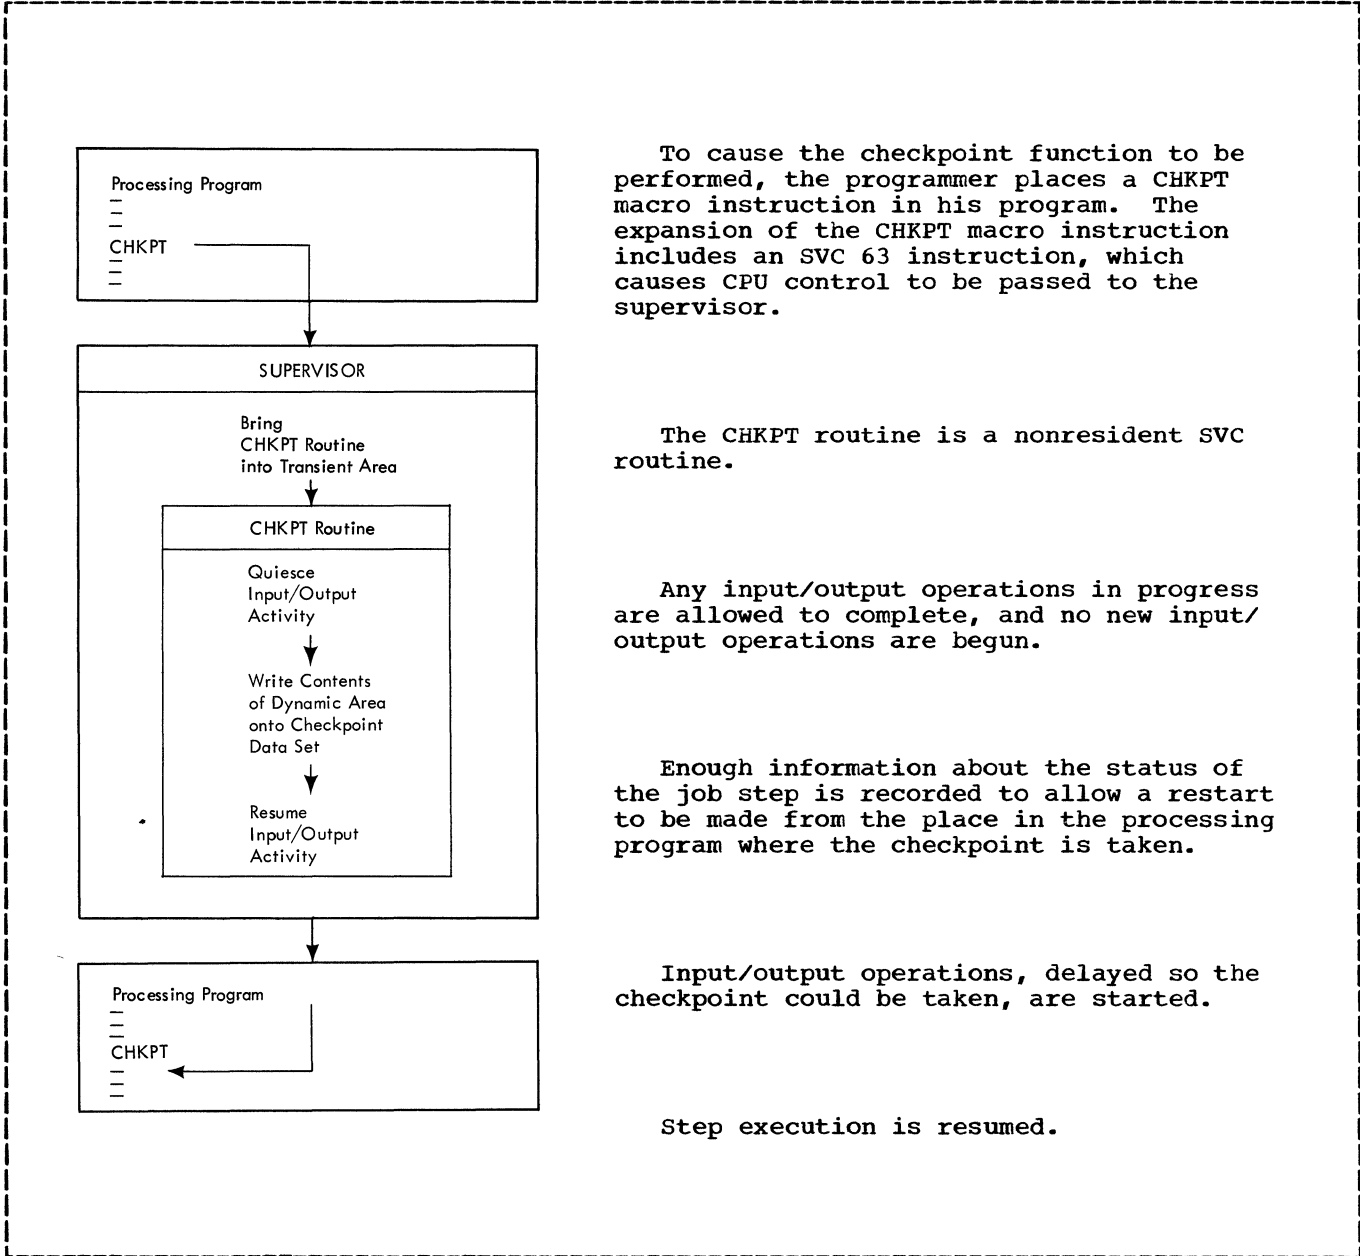 Processing Program
CHKPT
SUPERVISOR
Bring
CHKPT Routine
into Transient Area
CHKPT Routine
Quiesce
Input/Output
Activity
Write Contents
of Dynamic Area
onto Checkpoint
Data Set
Resume
Input/Output
Activity
Processing Program
CHKPT
To cause the checkpoint function to be
performed, the programmer places a CHKPT
macro instruction in his program. The
expansion of the CHKPT macro instruction
includes an SVC 63 instruction, which
causes CPU control to be passed to the
supervisor.
The CHKPT routine is a nonresident SVC
routine.
Any input/output operations in progress
are allowed to complete, and no new input/
output operations are begun.
Enough information about the status of
the job step is recorded to allow a restart
to be made from the place in the processing
program where the checkpoint is taken.
Input/output operations, delayed so the
checkpoint could be taken, are started.
Step execution is resumed.